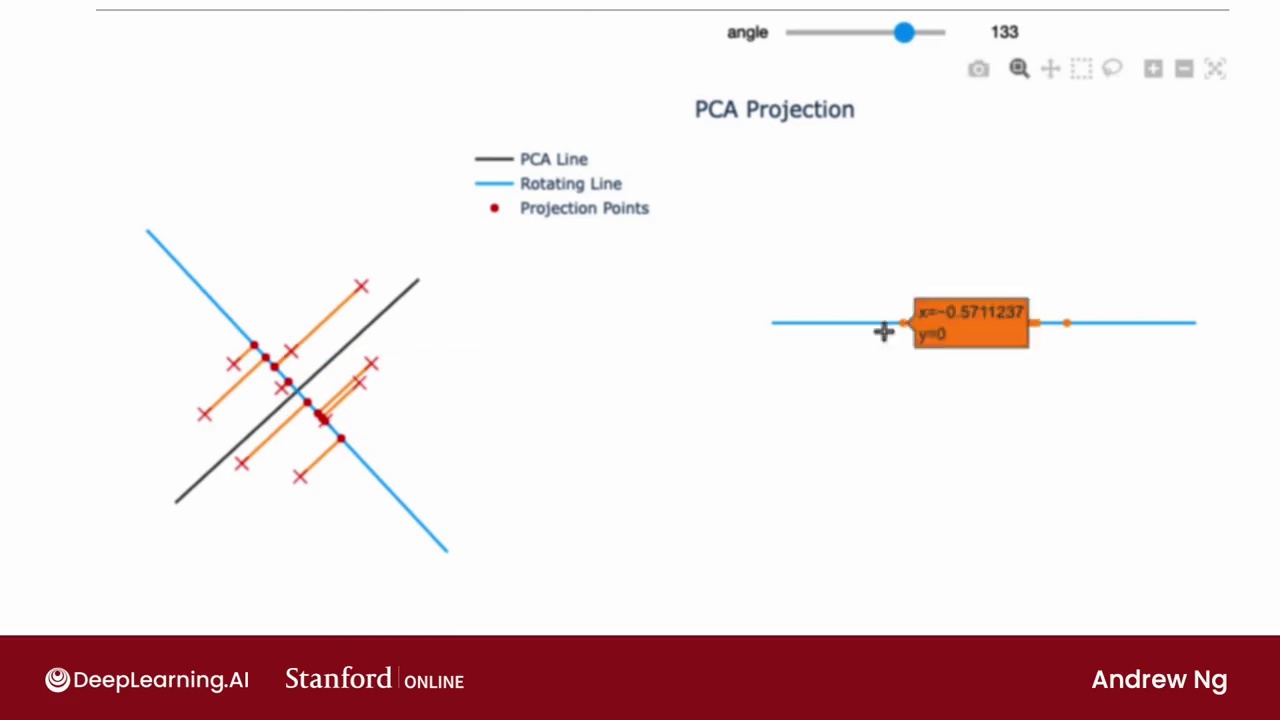 angle 133
PCA Projection
PCA Line
Rotating Line
Projection Points
x=−0.5711237
y=0
DeepLearning.AI Stanford ONLINE Andrew Ng